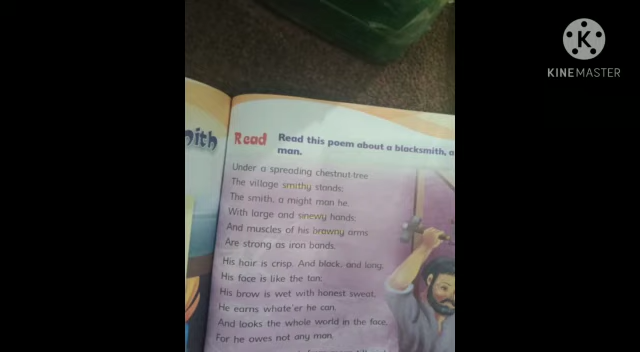 KINEMASTER
Read
Read this poem about a blacksmith, a
man.
Under a spreading chestnut-tree
The village smithy stands:
The smith, a might man he.
With large and sinewy hands:
And muscles of his brawny arms
Are strong as iron bands.
His hair is crisp. And black, and long.
His face is like the tan:
His brow is wet with honest sweat.
He earns whate'er he can.
And looks the whole world in the face.
For he owes not any man.